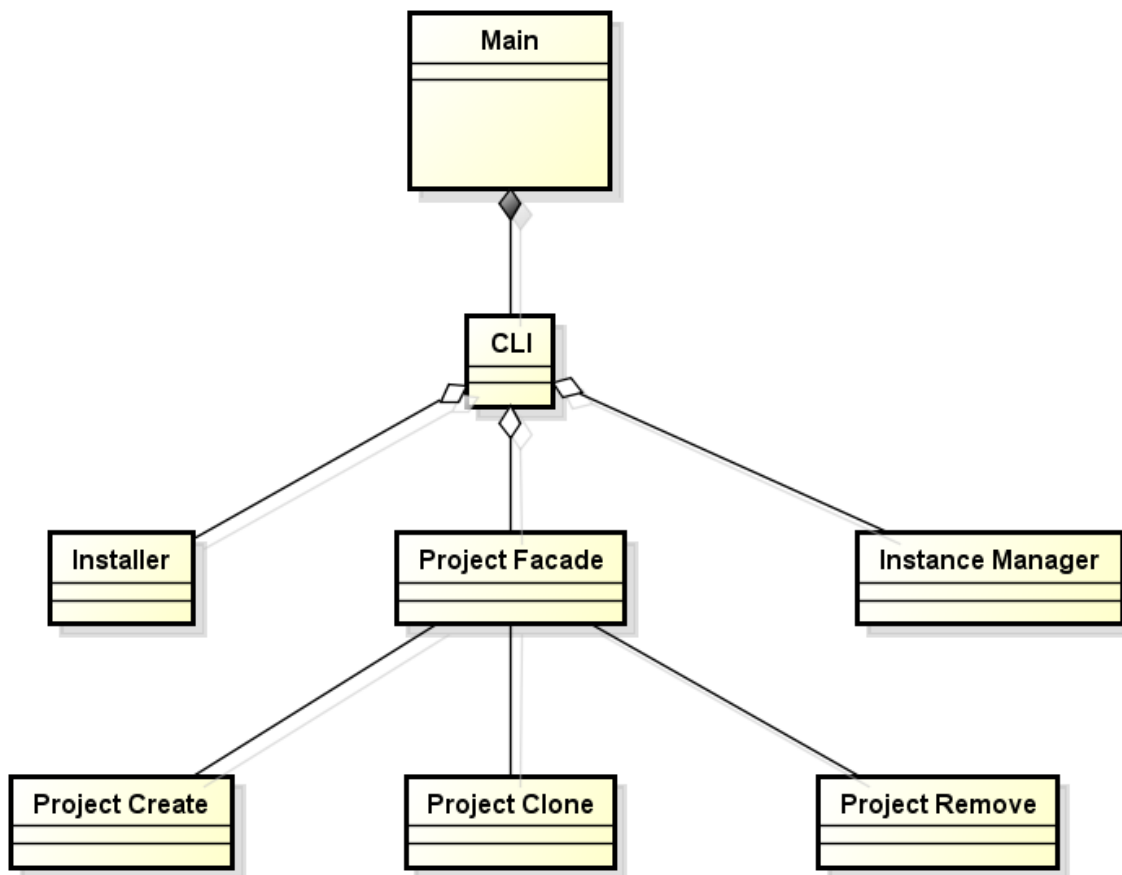 Main
CLI
Installer
Project Facade
Instance Manager
Project Create
Project Clone
Project Remove